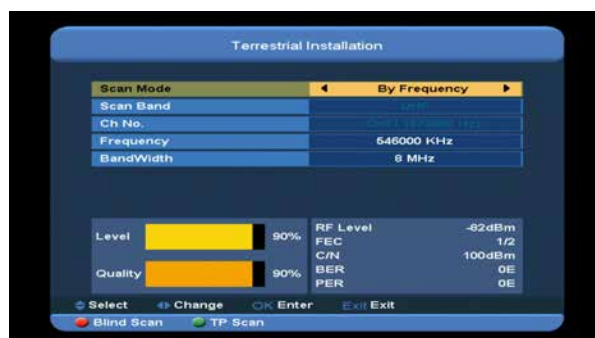 Terrestrial Installation
Scan Mode By Frequency
Scan Band UHF
Ch No.
Frequency 546000 KHz
BandWidth 8 MHz
Level 90%
Quality 90%
RF Level -62dBm
FEC 1/2
C/N 100dBm
BER 0E
PER 0E
Select Change OK Enter Exit Exit
Blind Scan TP Scan